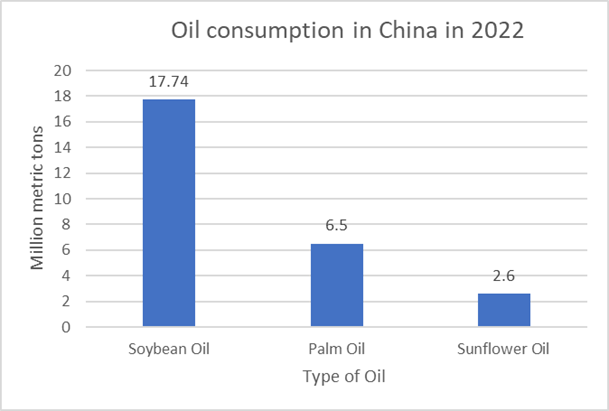 Oil consumption in China in 2022
Million metric tons
20
18
16
14
12
10
8
6
4
2
0
17.74
6.5
2.6
Soybean Oil
Palm Oil
Sunflower Oil
Type of Oil